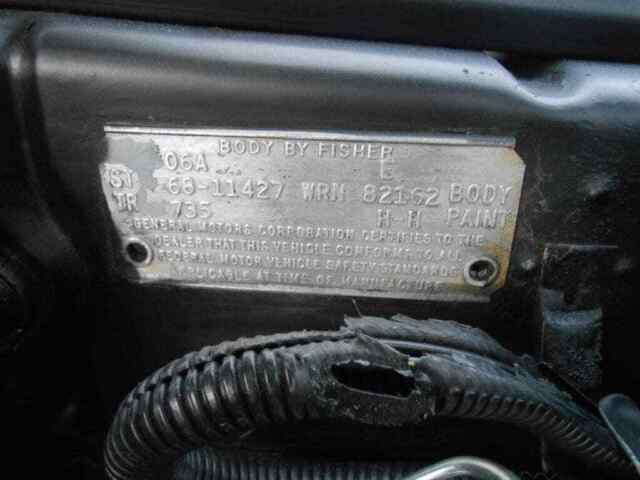 BODY BY FISHER
06A E
ST 68-11427 WRN 82162 BODY
TR 735 H-H PAINT
GENERAL MOTORS CORPORATION CERTIFIES TO THE
DEALER THAT THIS VEHICLE CONFORMS TO ALL
FEDERAL MOTOR VEHICLE SAFETY STANDARDS
APPLICABLE AT TIME OF MANUFACTURE